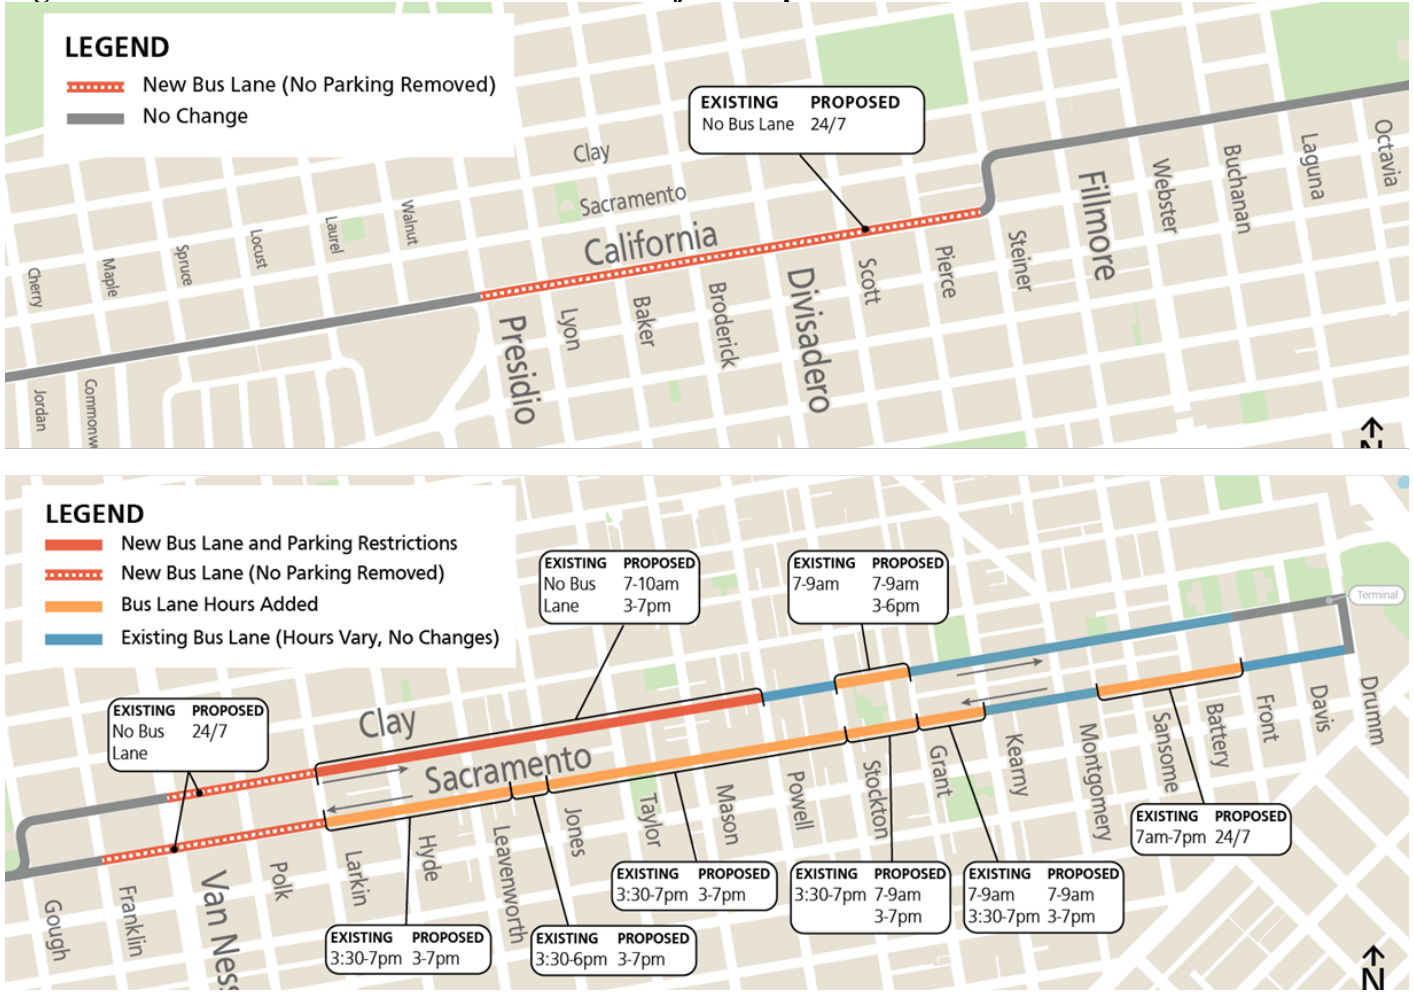 LEGEND
New Bus Lane (No Parking Removed)
No Change
EXISTING PROPOSED
No Bus Lane 24/7
Clay
Sacramento
California
Cherry
Maple
Spruce
Locust
Laurel
Walnut
Jordan
Commonw
Presidio
Lyon
Baker
Broderick
Divisadero
Scott
Pierce
Steiner
Fillmore
Webster
Buchanan
Laguna
Octavia
LEGEND
New Bus Lane and Parking Restrictions
New Bus Lane (No Parking Removed)
Bus Lane Hours Added
Existing Bus Lane (Hours Vary, No Changes)
EXISTING PROPOSED
No Bus 7-10am
Lane 3-7pm
EXISTING PROPOSED
7-9am 7-9am
3-6pm
Terminal
EXISTING PROPOSED
No Bus 24/7
Lane
Clay
Sacramento
Gough
Franklin
Van Ness
Polk
Larkin
Hyde
Leavenworth
Jones
Taylor
Mason
Powell
Stockton
Grant
Kearny
Montgomery
Sansome
Battery
Front
Davis
Drumm
EXISTING PROPOSED
7am-7pm 24/7
EXISTING PROPOSED
3:30-7pm 3-7pm
EXISTING PROPOSED
3:30-7pm 7-9am
3-7pm
EXISTING PROPOSED
7-9am 7-9am
3:30-7pm 3-7pm
EXISTING PROPOSED
3:30-7pm 3-7pm
EXISTING PROPOSED
3:30-6pm 3-7pm
N